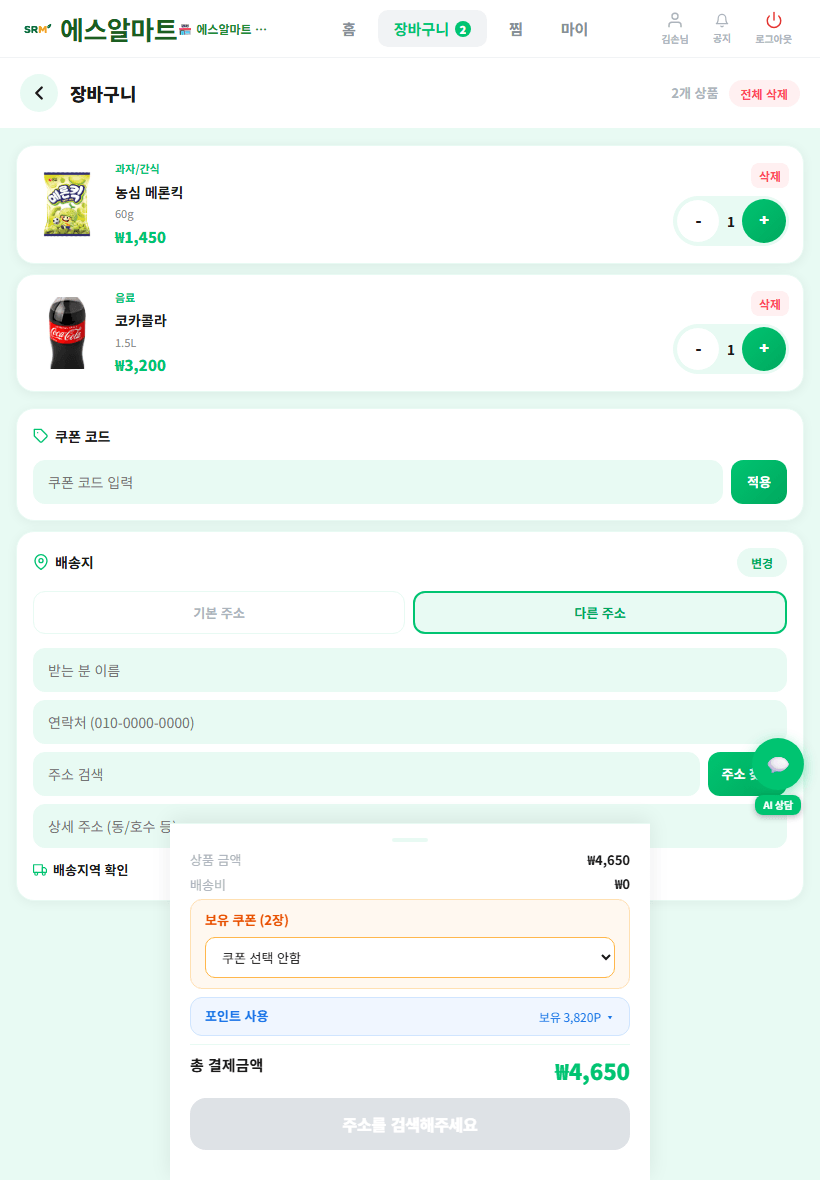 SRM 에스알마트 에스알마트 ···
홈
장바구니 2
찜
마이
김손님
공지
로그아웃
장바구니
2개 상품
전체 삭제
과자/간식
농심 메론킥
60g
₩1,450
삭제
- 1 +
메론킥
음료
코카콜라
1.5L
₩3,200
삭제
- 1 +
Coca-Cola
쿠폰 코드
쿠폰 코드 입력
적용
배송지
변경
기본 주소
다른 주소
받는 분 이름
연락처 (010-0000-0000)
주소 검색
주소
AI 상담
상세 주소 (동/호수 등
배송지역 확인
상품 금액 ₩4,650
배송비 ₩0
보유 쿠폰 (2장)
쿠폰 선택 안함
포인트 사용 보유 3,820P ▾
총 결제금액 ₩4,650
주소를 검색해주세요